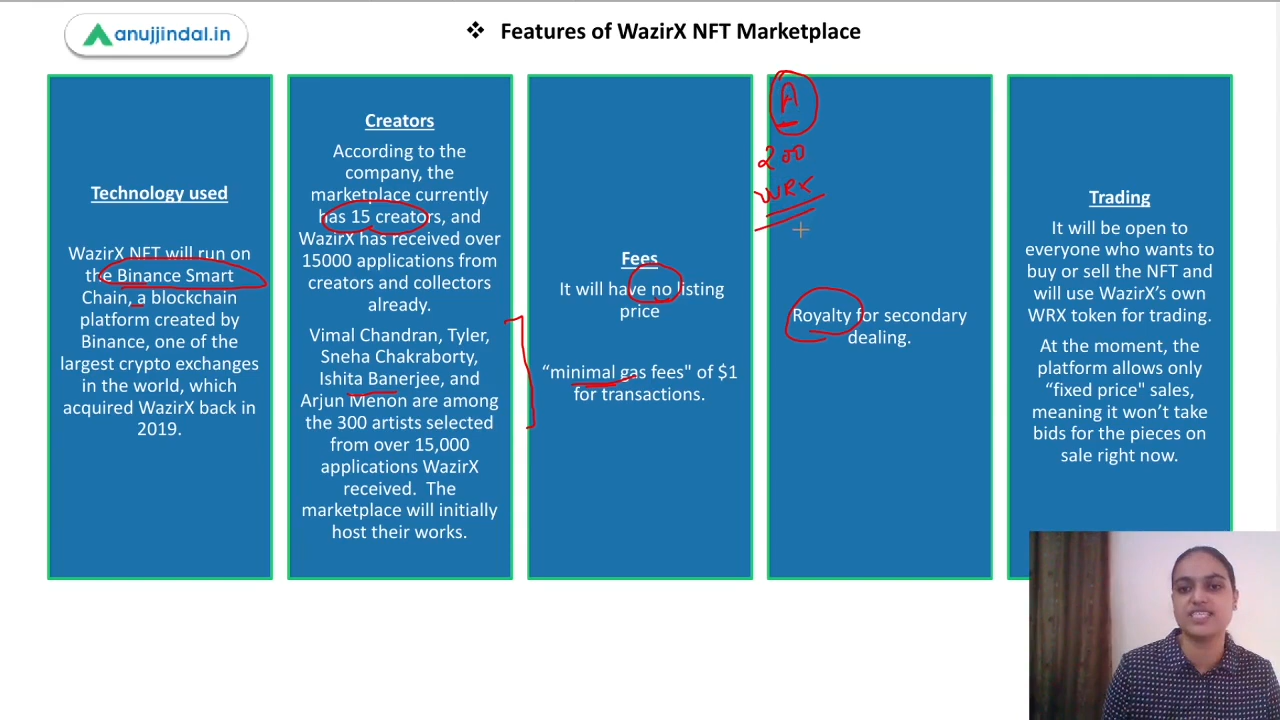 anujjindal.in
❖ Features of WazirX NFT Marketplace
Technology used
WazirX NFT will run on
the Binance Smart
Chain, a blockchain
platform created by
Binance, one of the
largest crypto exchanges
in the world, which
acquired WazirX back in
2019.
Creators
According to the
company, the
marketplace currently
has 15 creators, and
WazirX has received over
15000 applications from
creators and collectors
already.
Vimal Chandran, Tyler,
Sneha Chakraborty,
Ishita Banerjee, and
Arjun Menon are among
the 300 artists selected
from over 15,000
applications WazirX
received. The
marketplace will initially
host their works.
Fees
It will have no listing
price
“minimal gas fees" of $1
for transactions.
A
200
WRX
Royalty for secondary
dealing.
Trading
It will be open to
everyone who wants to
buy or sell the NFT and
will use WazirX’s own
WRX token for trading.
At the moment, the
platform allows only
“fixed price" sales,
meaning it won’t take
bids for the pieces on
sale right now.